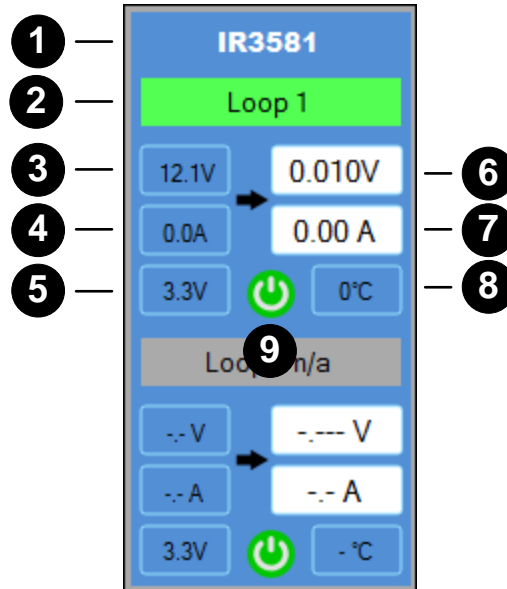 1 IR3581
2 Loop 1
3 12.1V 0.010V 6
4 0.0A 0.00 A 7
5 3.3V 0°C 8
9
Loop n/a
-.- V -.--- V
-.- A -.- A
3.3V - °C